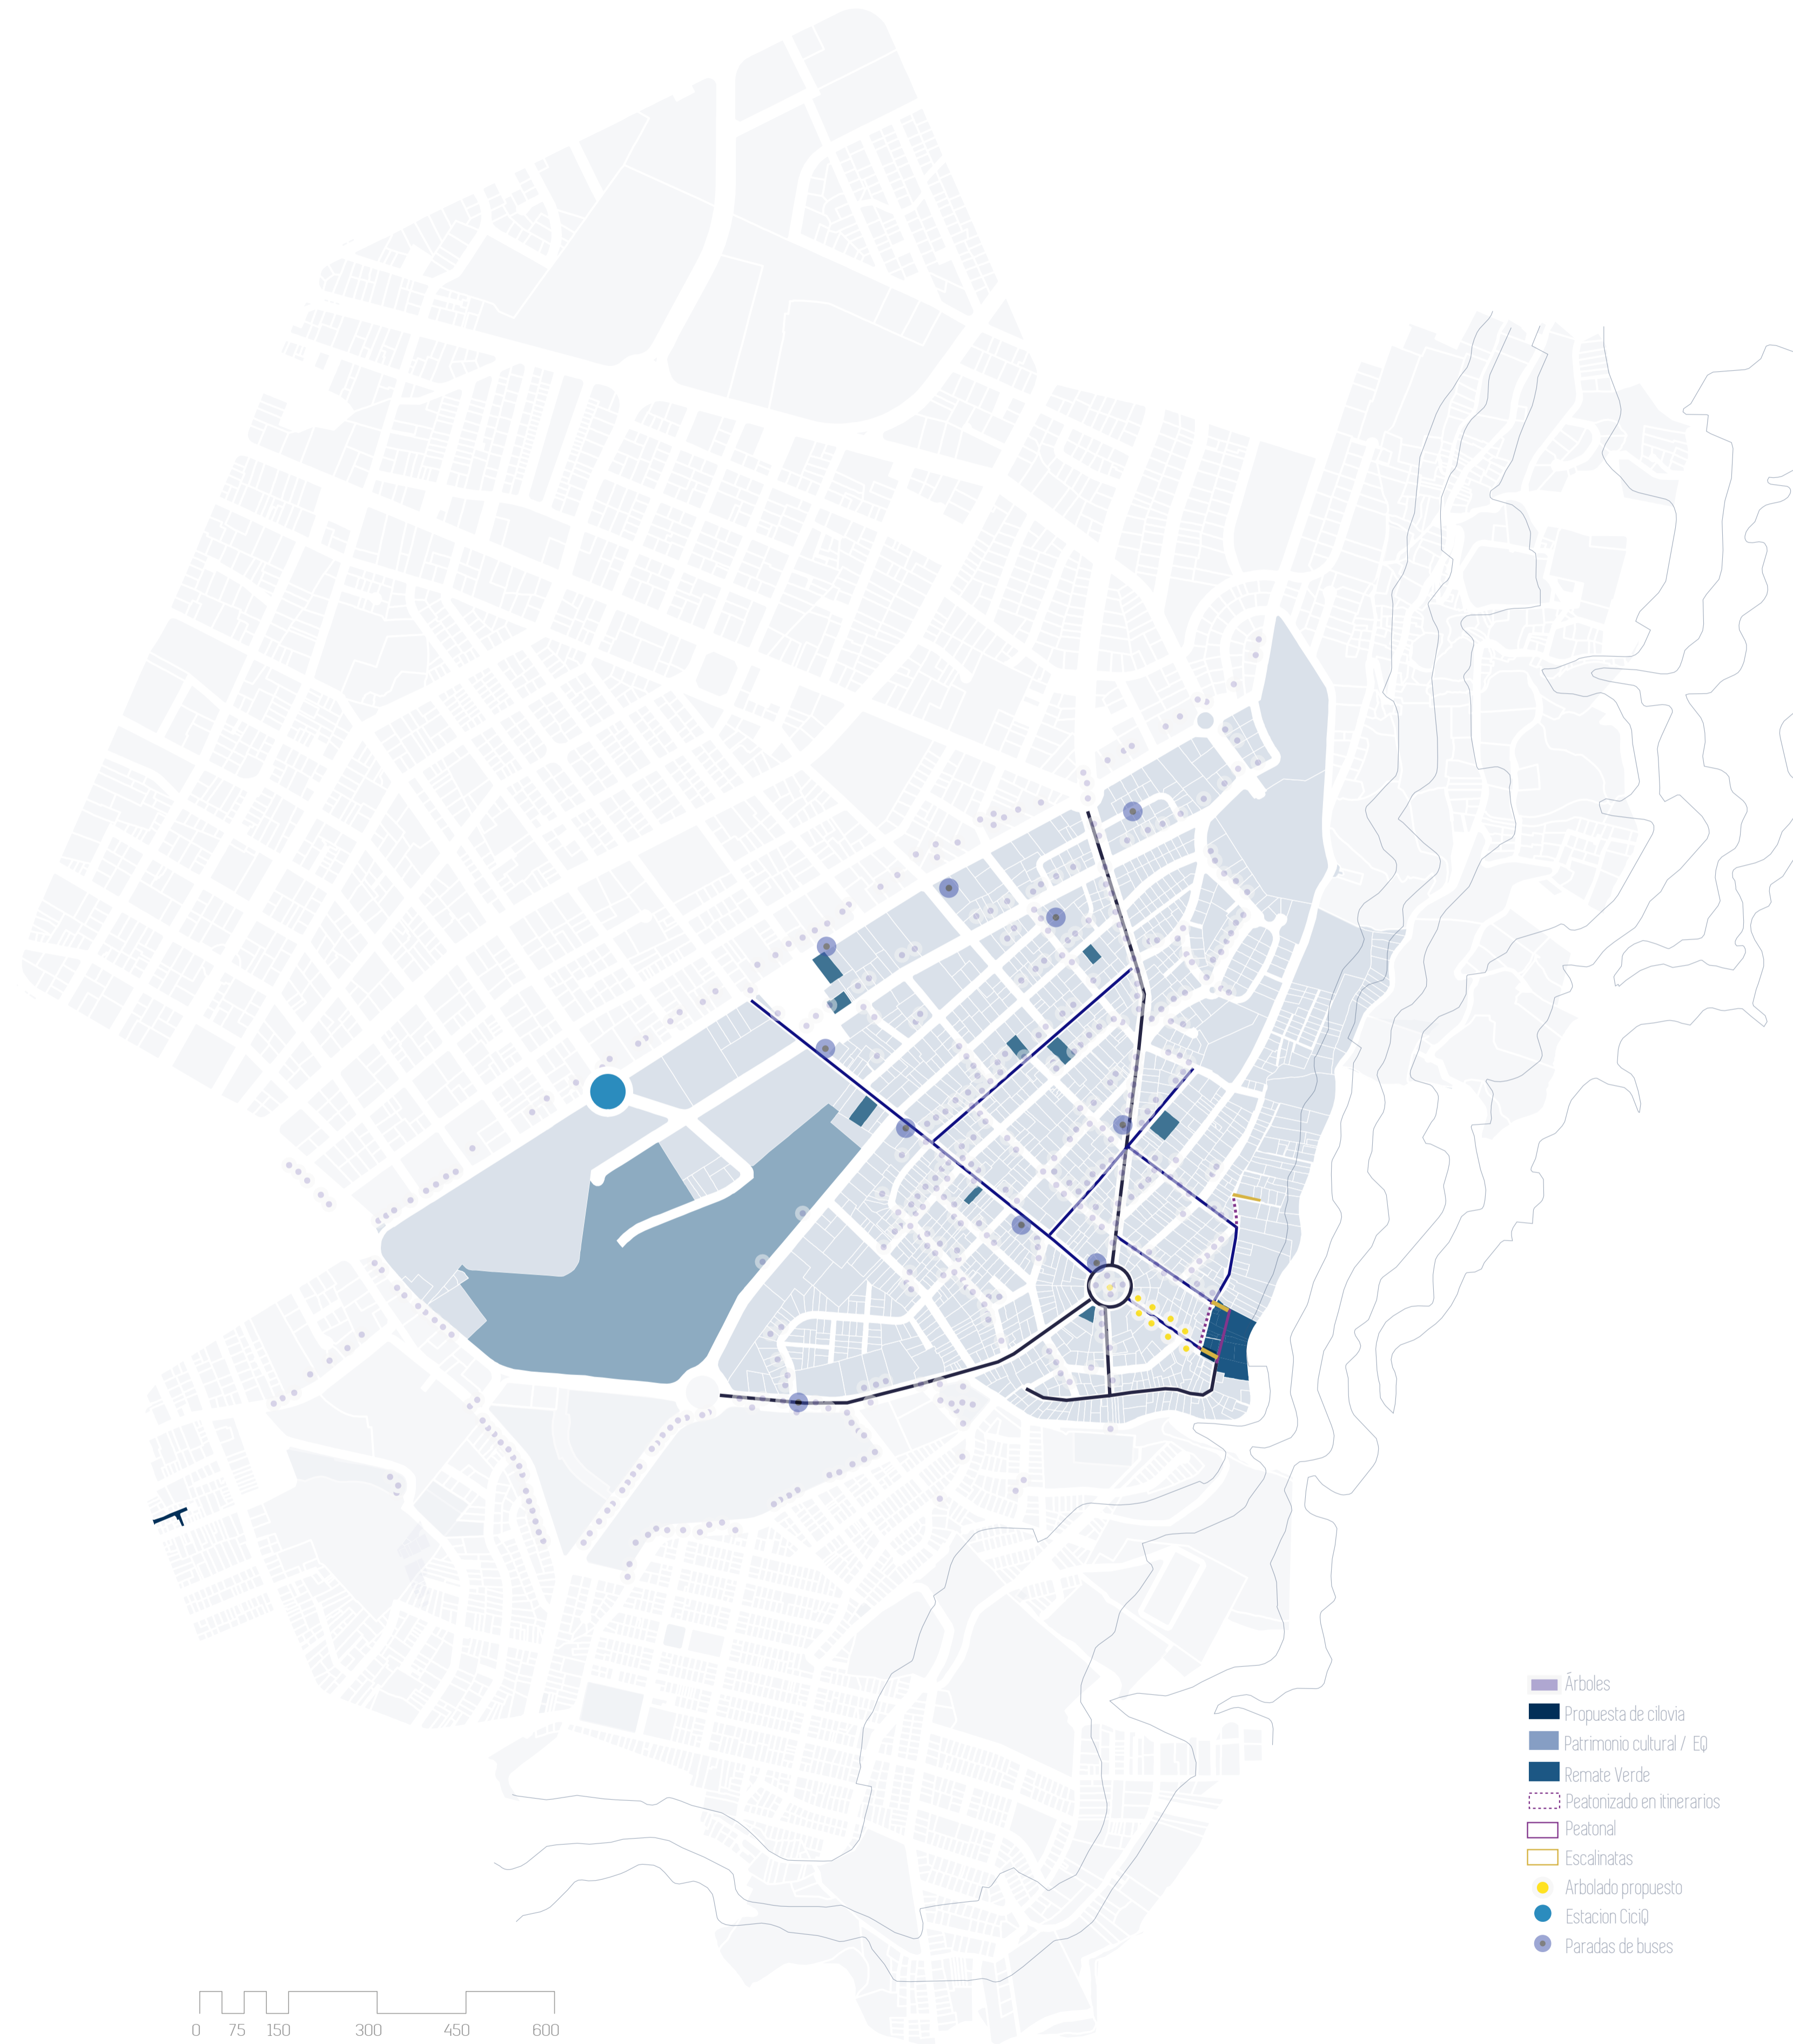 Ãrboles
Propuesta de cilovia
Patrimonio cultural / EQ
Remate Verde
Peatonizado en itinerarios
Peatonal
Escalinatas
Arbolado propuesto
Estacion CiciQ
Paradas de buses
0 75 150 300 450 600